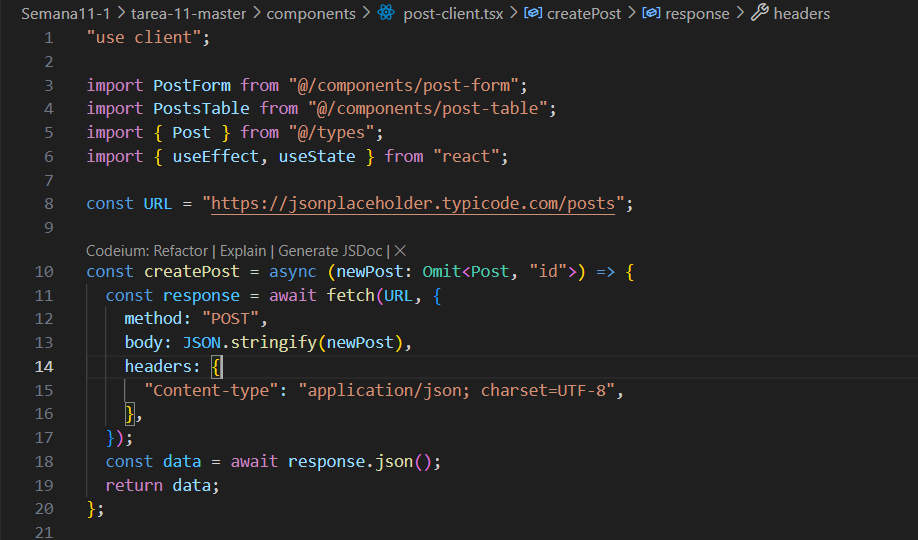 Semana11-1 > tarea-11-master > components > post-client.tsx > createPost > response > headers
1 "use client";
2
3 import PostForm from "@/components/post-form";
4 import PostsTable from "@/components/post-table";
5 import { Post } from "@/types";
6 import { useEffect, useState } from "react";
7
8 const URL = "https://jsonplaceholder.typicode.com/posts";
9
Codeium: Refactor | Explain | Generate JSDoc | ×
10 const createPost = async (newPost: Omit<Post, "id">) => {
11   const response = await fetch(URL, {
12     method: "POST",
13     body: JSON.stringify(newPost),
14     headers: {
15       "Content-type": "application/json; charset=UTF-8",
16     },
17   });
18   const data = await response.json();
19   return data;
20 };
21